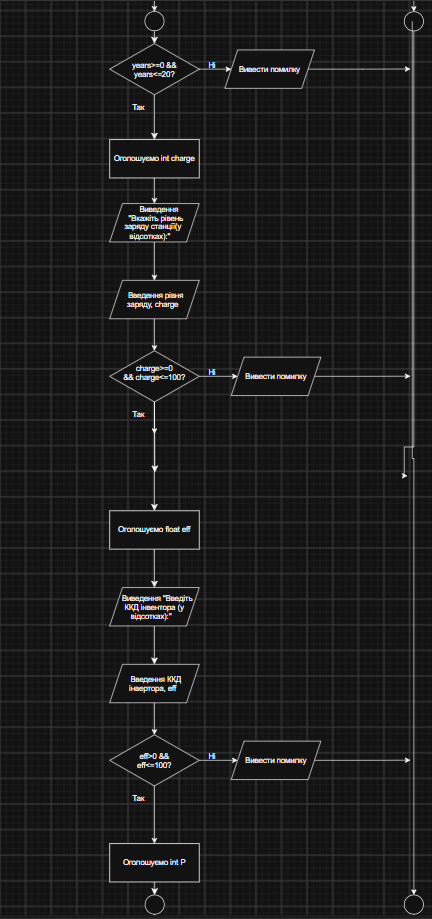 years>=0 &&
years<=20?
Ні
Вивести помилку
Так
Оголошуємо int charge
Виведення
"Вкажіть рівень
заряду станції(у
відсотках):"
Введення рівня
заряду, charge
charge>=0
&& charge<=100?
Ні
Вивести помилку
Так
Оголошуємо float eff
Виведення "Введіть
ККД інвентора (у
відсотках):"
Введення ККД
інвертора, eff
eff>0 &&
eff<=100?
Ні
Вивести помилку
Так
Оголошуємо int P